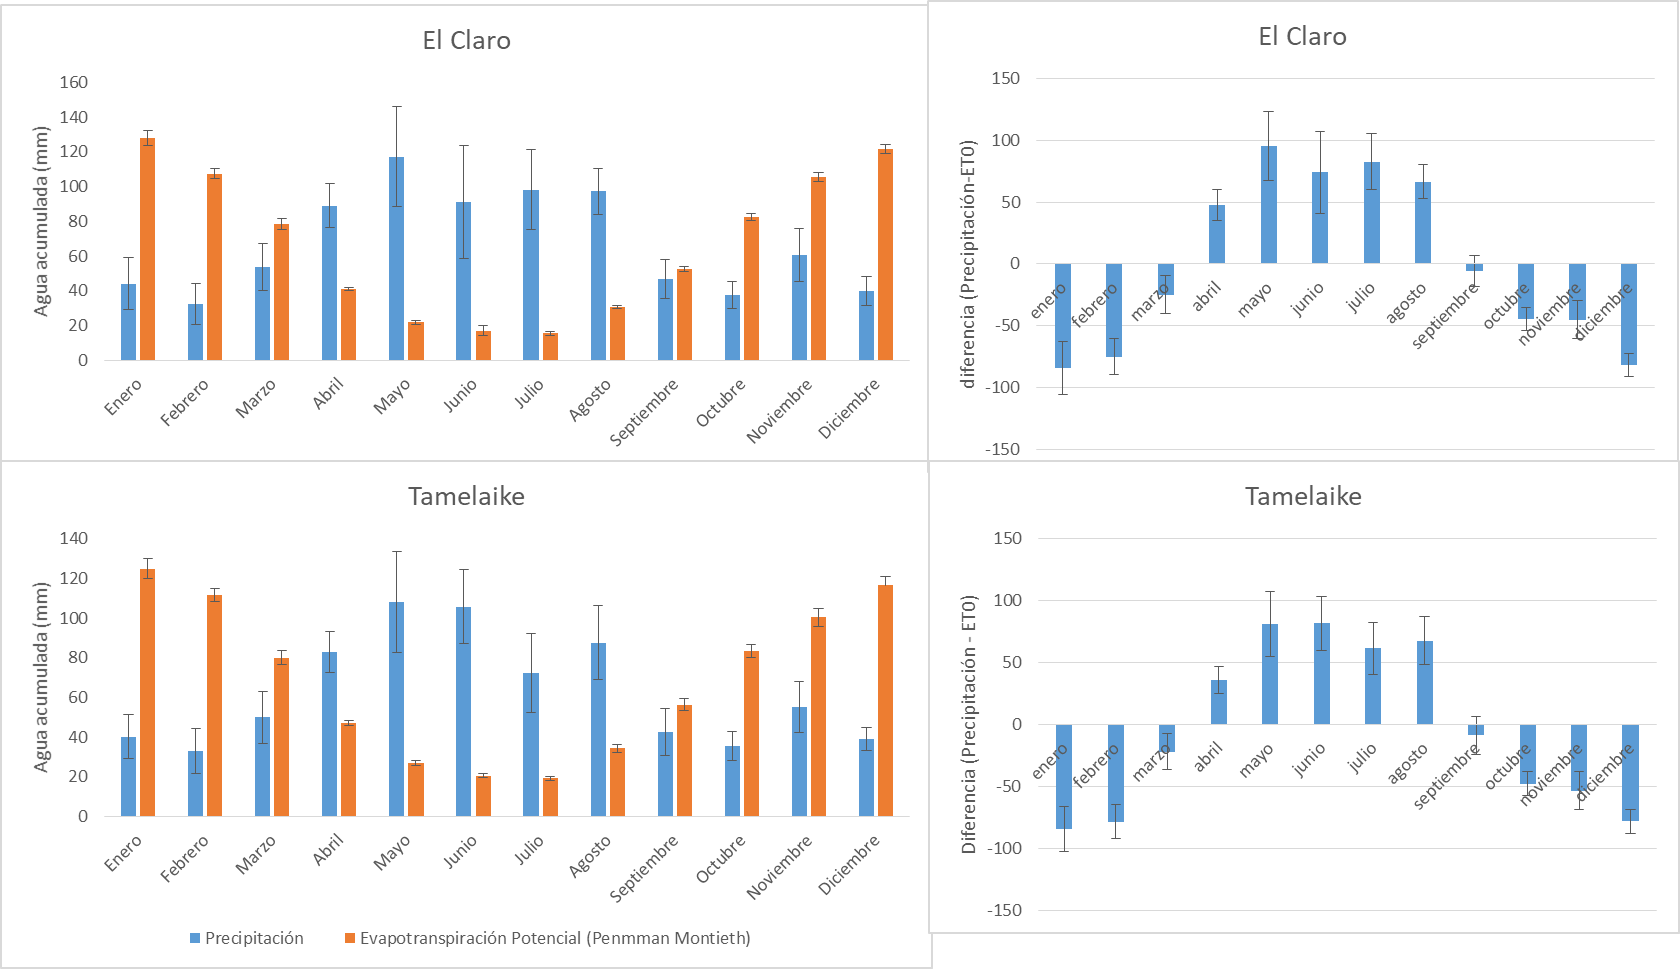 El Claro
Agua acumulada (mm)
160
140
120
100
80
60
40
20
0
Enero
Febrero
Marzo
Abril
Mayo
Junio
Julio
Agosto
Septiembre
Octubre
Noviembre
Diciembre
El Claro
diferencia (Precipitación-ET0)
150
100
50
0
-50
-100
-150
enero
febrero
marzo
abril
mayo
junio
julio
agosto
septiembre
octubre
noviembre
diciembre
Tamelaike
Agua acumulada (mm)
140
120
100
80
60
40
20
0
Enero
Febrero
Marzo
Abril
Mayo
Junio
Julio
Agosto
Septiembre
Octubre
Noviembre
Diciembre
Precipitación
Evapotranspiración Potencial (Penmman Montieth)
Tamelaike
Diferencia (Precipitación - ET0)
150
100
50
0
-50
-100
-150
enero
febrero
marzo
abril
mayo
junio
julio
agosto
septiembre
octubre
noviembre
diciembre